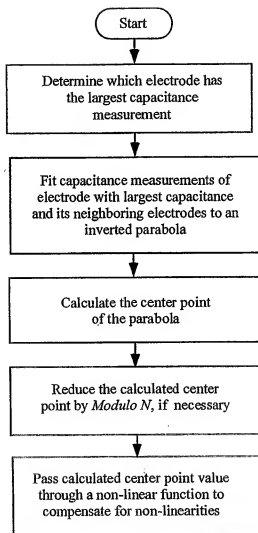 Start
Determine which electrode has
the largest capacitance
measurement
Fit capacitance measurements of
electrode with largest capacitance
and its neighboring electrodes to an
inverted parabola
Calculate the center point
of the parabola
Reduce the calculated center
point by Modulo N, if necessary
Pass calculated center point value
through a non-linear function to
compensate for non-linearities